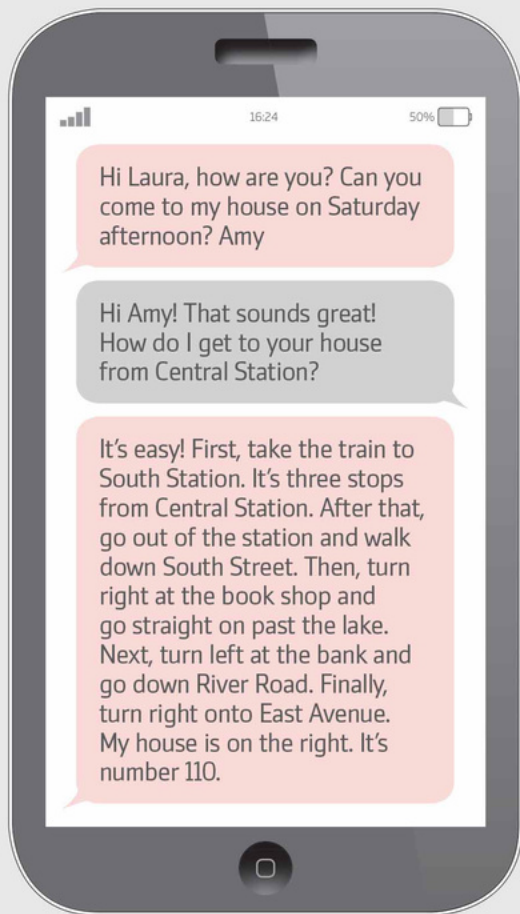 16:24
50%
Hi Laura, how are you? Can you
come to my house on Saturday
afternoon? Amy
Hi Amy! That sounds great!
How do I get to your house
from Central Station?
It's easy! First, take the train to
South Station. It's three stops
from Central Station. After that,
go out of the station and walk
down South Street. Then, turn
right at the book shop and
go straight on past the lake.
Next, turn left at the bank and
go down River Road. Finally,
turn right onto East Avenue.
My house is on the right. It's
number 110.